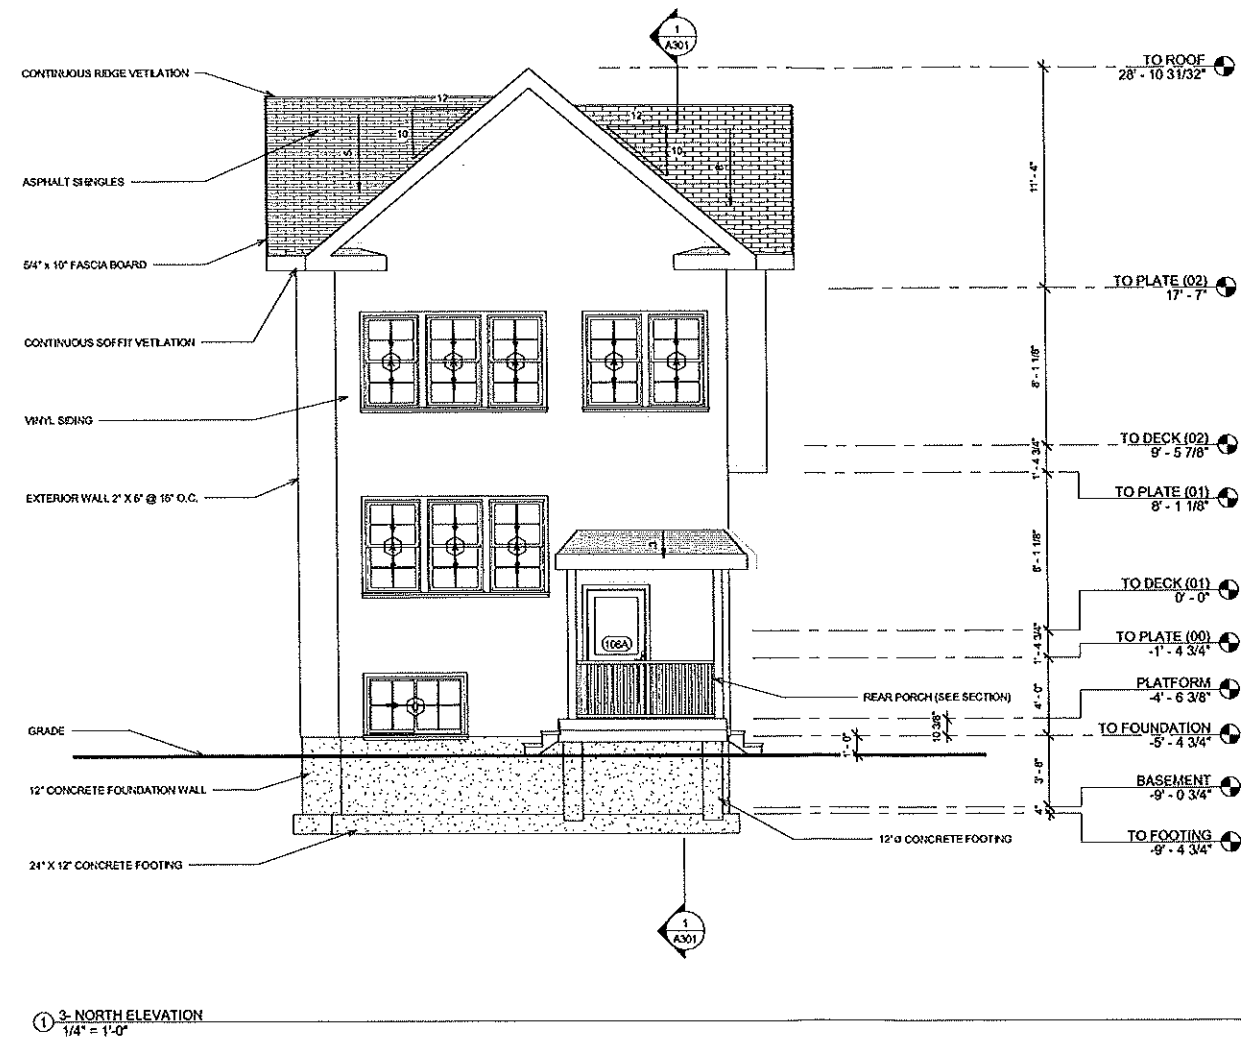 1
A301
TO ROOF
28' - 10 31/32"
CONTINUOUS RIDGE VETILATION
12
10
5
12
10
8
11' - 4"
ASPHALT SHINGLES
5/4" x 10" FASCIA BOARD
TO PLATE (02)
17' - 7"
CONTINUOUS SOFFIT VETILATION
A A A A A
8' - 1 1/8"
VINYL SIDING
TO DECK (02)
9' - 5 7/8"
1' - 4 3/4"
EXTERIOR WALL 2" X 6" @ 16" O.C.
TO PLATE (01)
8' - 1 1/8"
A A A
3
8' - 1 1/8"
TO DECK (01)
0' - 0"
106A
1' - 4 3/4"
TO PLATE (00)
-1' - 4 3/4"
REAR PORCH (SEE SECTION)
4' - 0"
PLATFORM
-4' - 6 3/8"
10 3/8"
GRADE
TO FOUNDATION
-5' - 4 3/4"
1' - 0"
3' - 8"
12" CONCRETE FOUNDATION WALL
BASEMENT
-9' - 0 3/4"
4"
12" Ø CONCRETE FOOTING
TO FOOTING
-9' - 4 3/4"
24" X 12" CONCRETE FOOTING
1
A301
1
3- NORTH ELEVATION
1/4" = 1'-0"